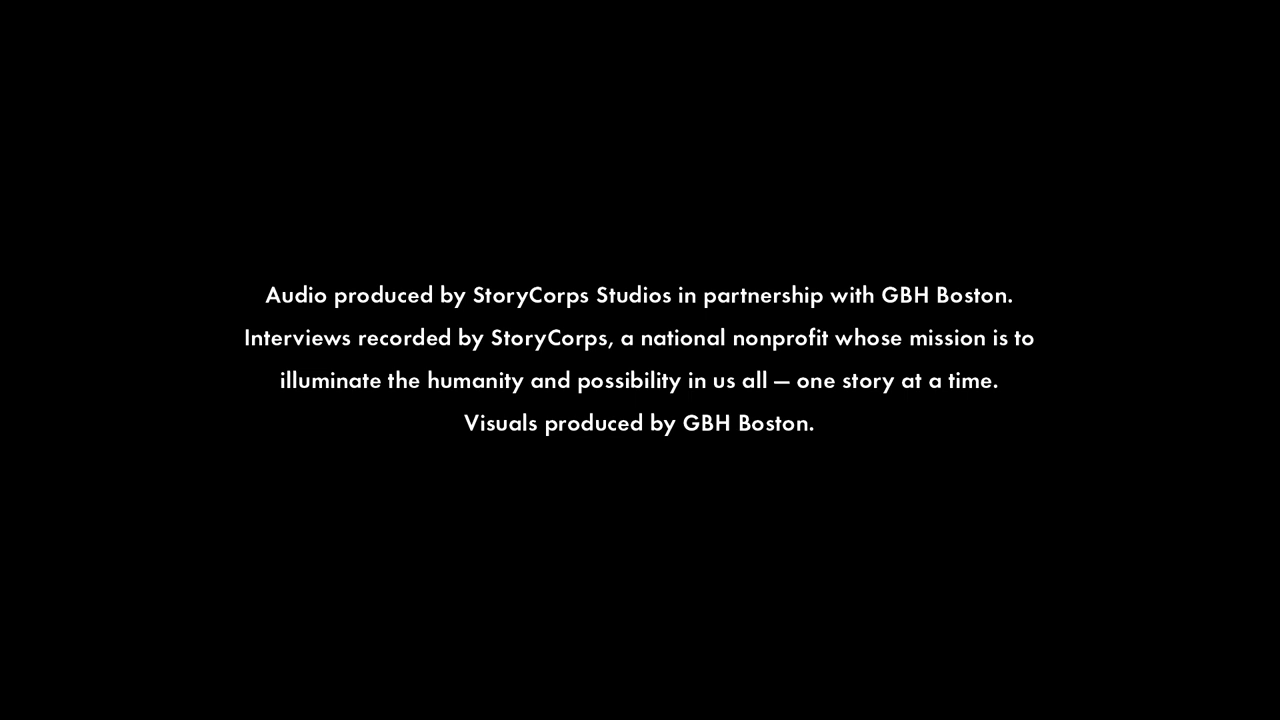 Audio produced by StoryCorps Studios in partnership with GBH Boston.
Interviews recorded by StoryCorps, a national nonprofit whose mission is to
illuminate the humanity and possibility in us all — one story at a time.
Visuals produced by GBH Boston.